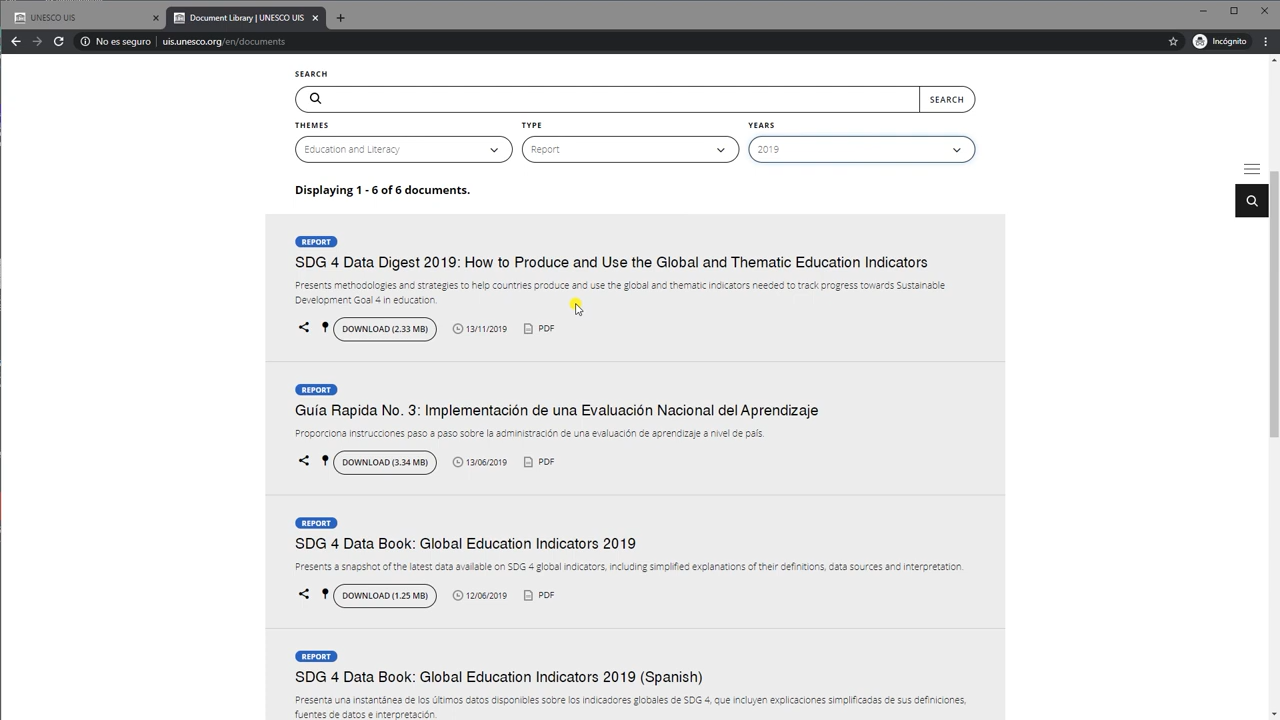 UNESCO UIS
Document Library | UNESCO UIS
No es seguro
uis.unesco.org/en/documents
Incógnito
SEARCH
SEARCH
THEMES
TYPE
YEARS
Education and Literacy
Report
2019
Displaying 1 - 6 of 6 documents.
REPORT
SDG 4 Data Digest 2019: How to Produce and Use the Global and Thematic Education Indicators
Presents methodologies and strategies to help countries produce and use the global and thematic indicators needed to track progress towards Sustainable
Development Goal 4 in education.
DOWNLOAD (2.33 MB)
13/11/2019
PDF
REPORT
Guía Rapida No. 3: Implementación de una Evaluación Nacional del Aprendizaje
Proporciona instrucciones paso a paso sobre la administración de una evaluación de aprendizaje a nivel de país.
DOWNLOAD (3.34 MB)
13/06/2019
PDF
REPORT
SDG 4 Data Book: Global Education Indicators 2019
Presents a snapshot of the latest data available on SDG 4 global indicators, including simplified explanations of their definitions, data sources and interpretation.
DOWNLOAD (1.25 MB)
12/06/2019
PDF
REPORT
SDG 4 Data Book: Global Education Indicators 2019 (Spanish)
Presenta una instantánea de los últimos datos disponibles sobre los indicadores globales de SDG 4, que incluyen explicaciones simplificadas de sus definiciones,
fuentes de datos e interpretación.